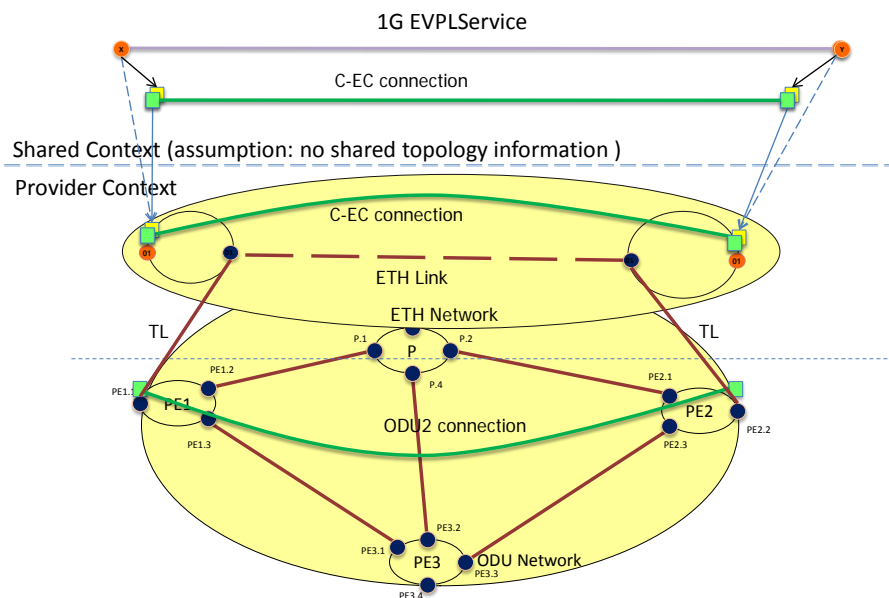 1G EVPLService
X
Y
C-EC connection
Shared Context (assumption: no shared topology information )
Provider Context
C-EC connection
01
01
ETH Link
ETH Network
TL
TL
P.1
P
P.2
PE1.2
P.4
PE2.1
PE1.1
PE1
PE2
PE2.2
ODU2 connection
PE1.3
PE2.3
PE3.2
PE3.1
PE3
ODU Network
PE3.3
PE3.4